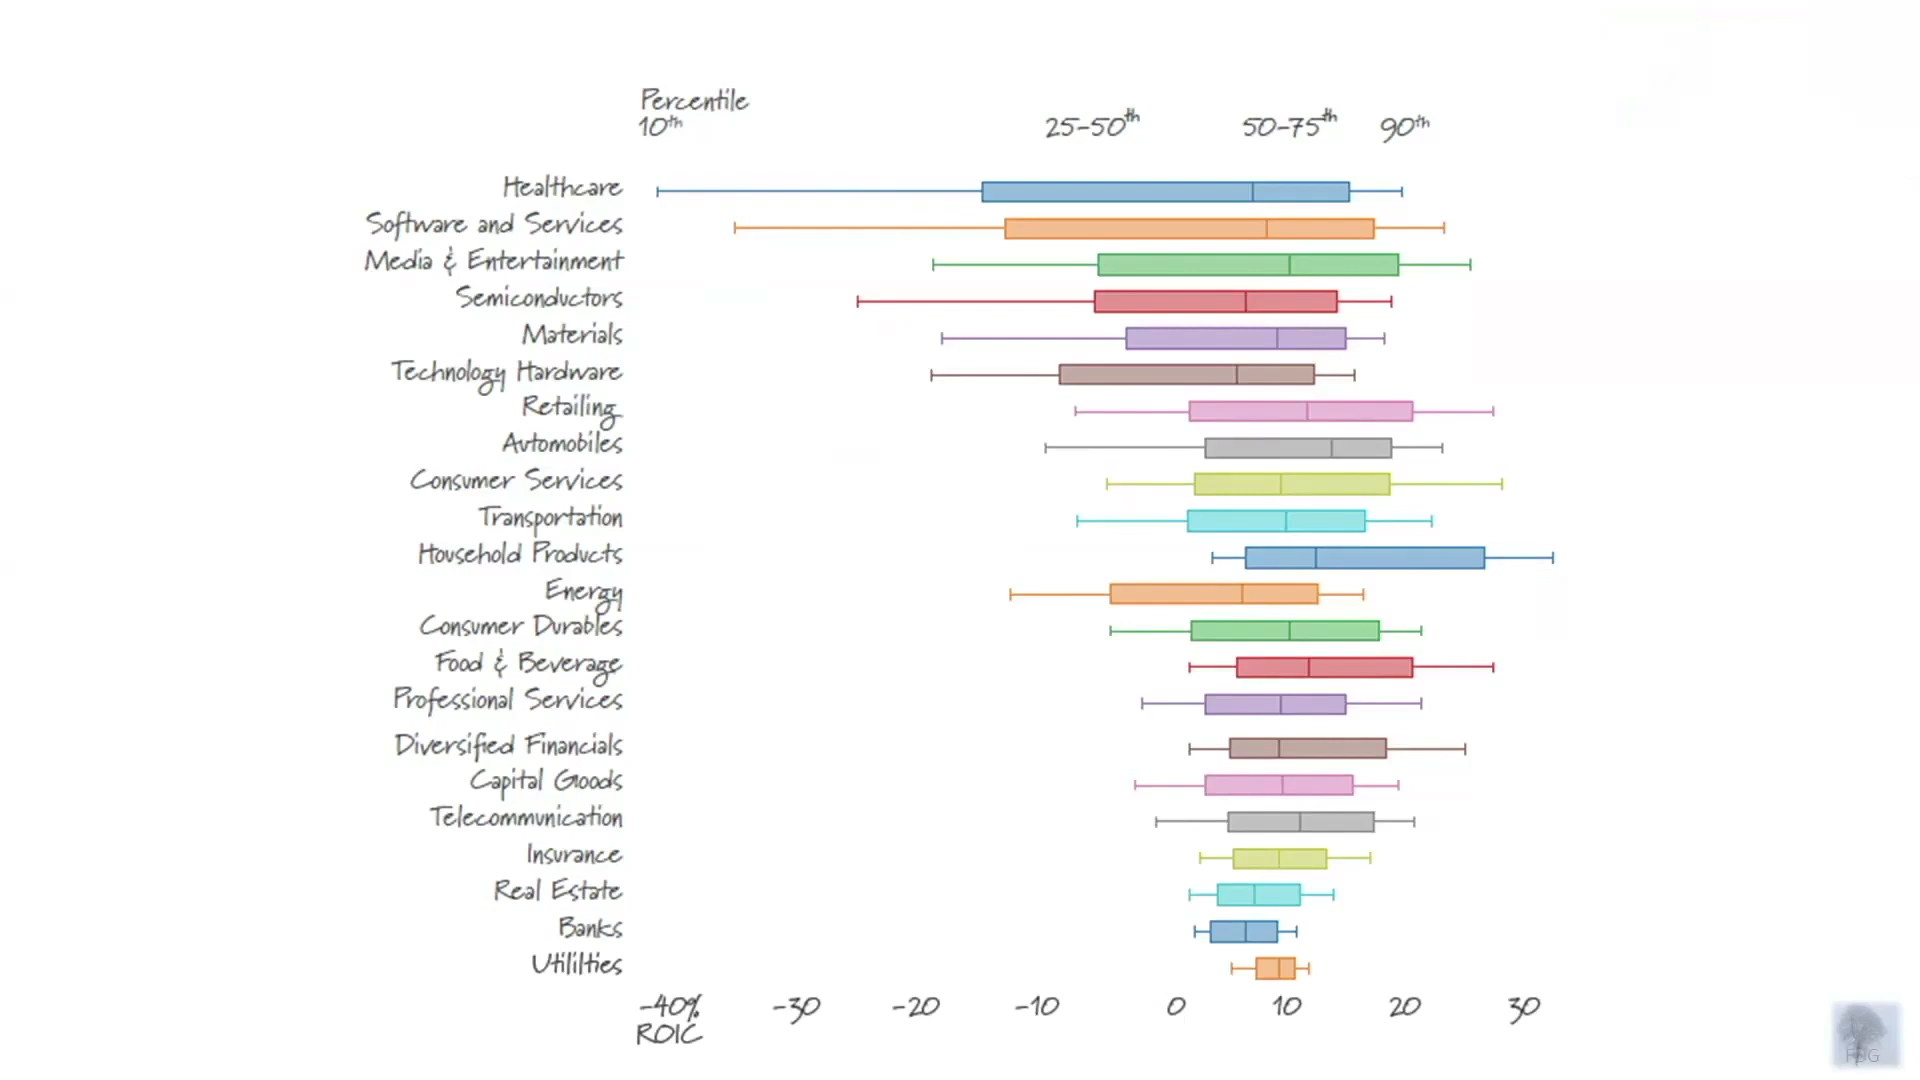 Percentile
10th 25-50th 50-75th 90th
Healthcare
Software and Services
Media & Entertainment
Semiconductors
Materials
Technology Hardware
Retailing
Automobiles
Consumer Services
Transportation
Household Products
Energy
Consumer Durables
Food & Beverage
Professional Services
Diversified Financials
Capital Goods
Telecommunication
Insurance
Real Estate
Banks
Utililties
-40% -30 -20 -10 0 10 20 30
ROIC